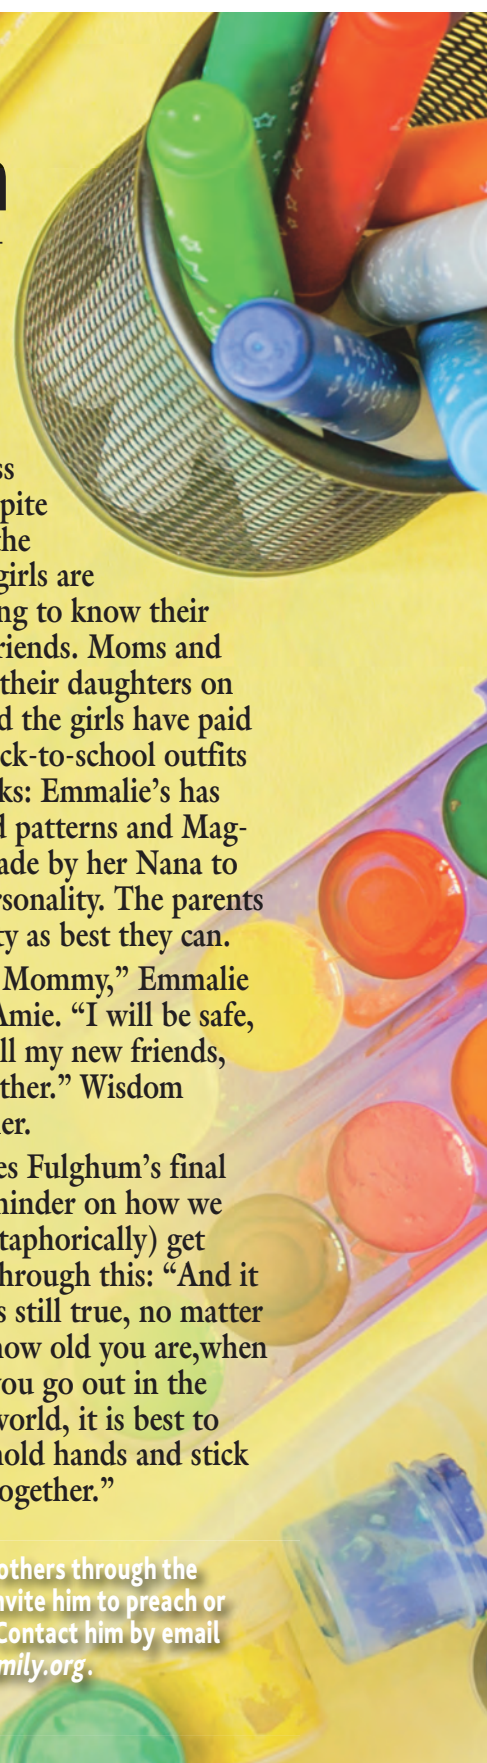 ss
pite
the
girls are
ng to know their
riends. Moms and
their daughters on
d the girls have paid
ck-to-school outfits
ks: Emmalie’s has
d patterns and Mag-
ade by her Nana to
rsonality. The parents
ty as best they can.
Mommy,” Emmalie
Amie. “I will be safe,
ll my new friends,
ther.” Wisdom
er.
es Fulghum’s final
minder on how we
taphorically) get
hrough this: “And it
s still true, no matter
how old you are,when
you go out in the
world, it is best to
hold hands and stick
ogether.”
others through the
nvite him to preach or
Contact him by email
mily.org.